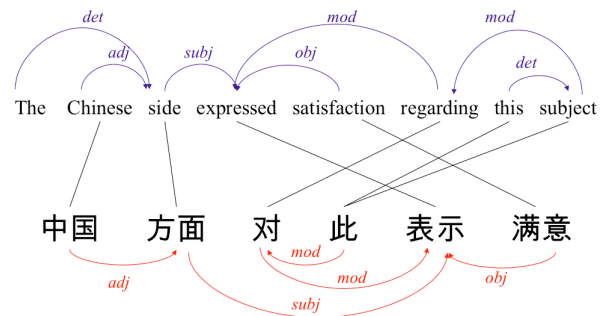 det adj subj mod obj mod det
The Chinese side expressed satisfaction regarding this subject
中国 方面 对 此 表示 满意
adj mod mod obj
subj